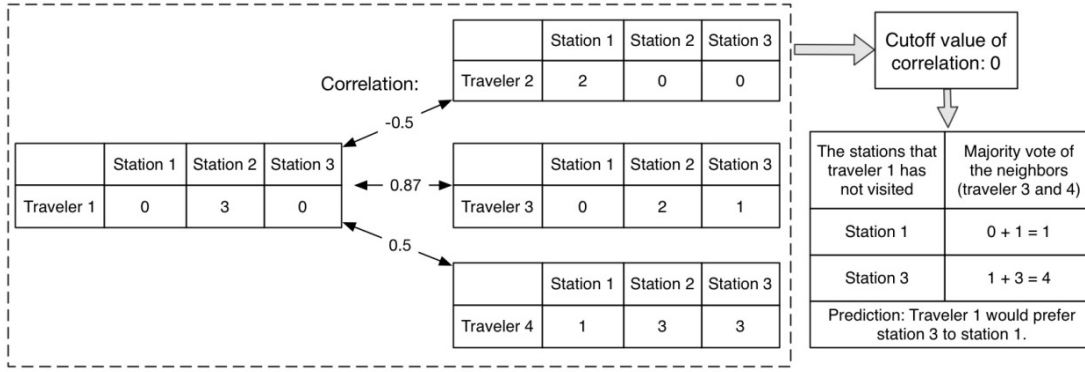 Station 1 Station 2 Station 3
Traveler 2 2 0 0
Correlation:
-0.5
Station 1 Station 2 Station 3
Traveler 1 0 3 0
0.87
Station 1 Station 2 Station 3
Traveler 3 0 2 1
0.5
Station 1 Station 2 Station 3
Traveler 4 1 3 3
Cutoff value of
correlation: 0
The stations that
traveler 1 has
not visited
Majority vote of
the neighbors
(traveler 3 and 4)
Station 1 0 + 1 = 1
Station 3 1 + 3 = 4
Prediction: Traveler 1 would prefer
station 3 to station 1.